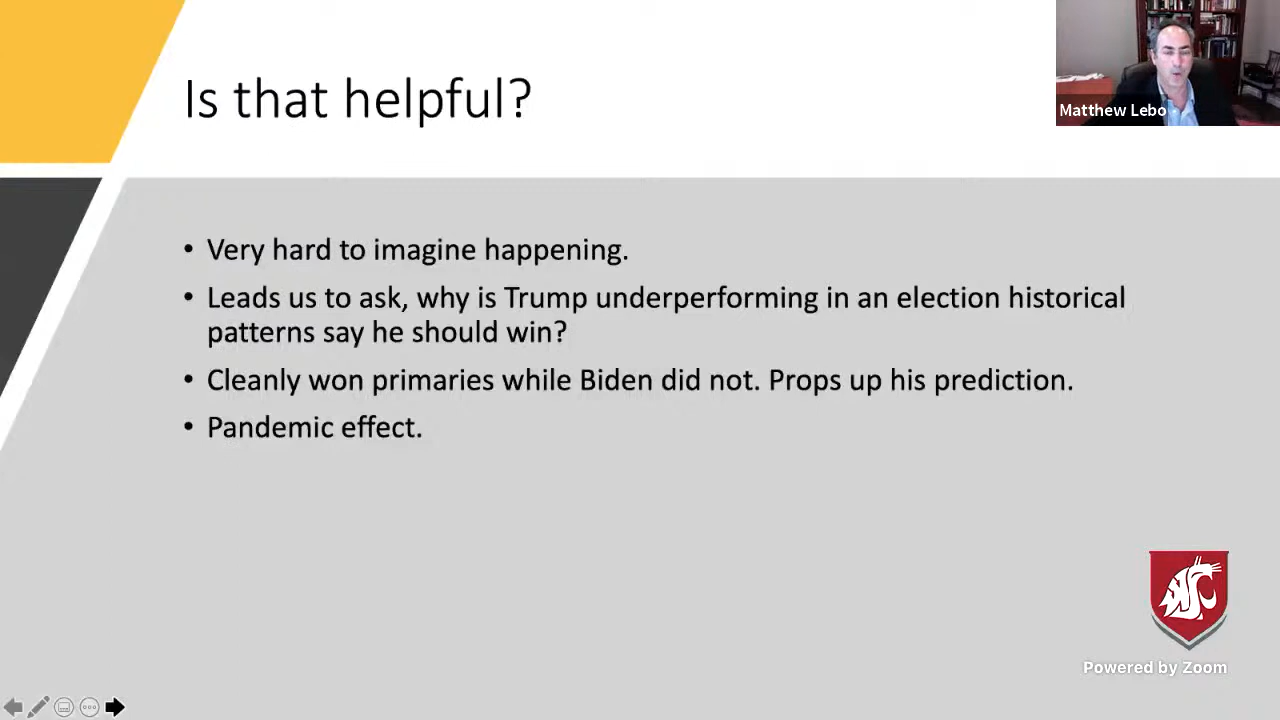 Is that helpful?
Matthew Lebo
• Very hard to imagine happening.
• Leads us to ask, why is Trump underperforming in an election historical
patterns say he should win?
• Cleanly won primaries while Biden did not. Props up his prediction.
• Pandemic effect.
Powered by Zoom